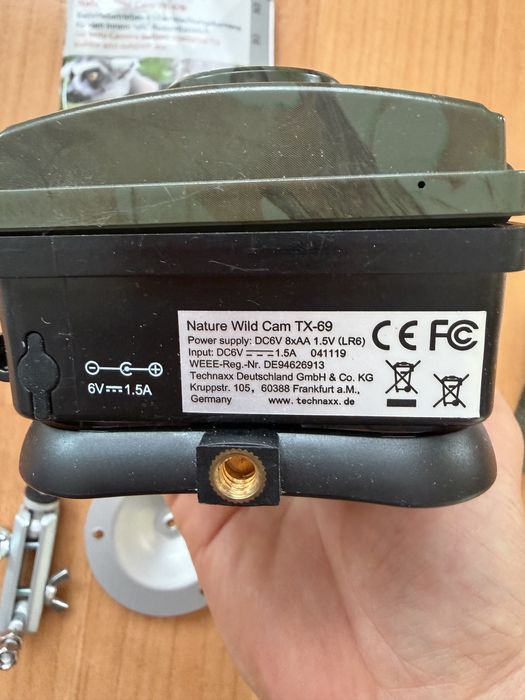 Nature Wild Cam TX-69
Power supply: DC6V 8xAA 1.5V (LR6)
Input: DC6V ⎓ 1.5A 041119
WEEE-Reg.-Nr. DE94626913
Technaxx Deutschland GmbH & Co. KG
Kruppstr. 105, 60388 Frankfurt a.M.,
Germany www.technaxx.de
CE FC
6V⎓1.5A